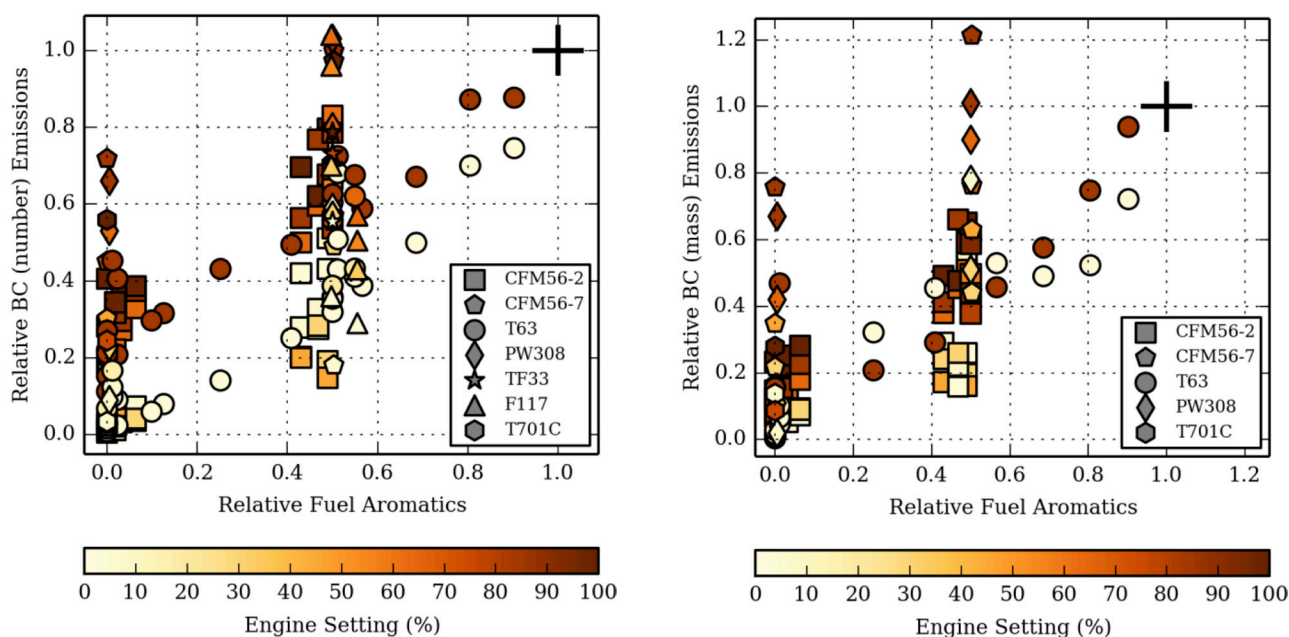 Relative BC (number) Emissions
1.0
0.8
0.6
0.4
0.2
0.0
0.0 0.2 0.4 0.6 0.8 1.0
Relative Fuel Aromatics
CFM56-2
CFM56-7
T63
PW308
TF33
F117
T701C
0 10 20 30 40 50 60 70 80 90 100
Engine Setting (%)
Relative BC (mass) Emissions
1.2
1.0
0.8
0.6
0.4
0.2
0.0
0.0 0.2 0.4 0.6 0.8 1.0 1.2
Relative Fuel Aromatics
CFM56-2
CFM56-7
T63
PW308
T701C
0 10 20 30 40 50 60 70 80 90 100
Engine Setting (%)